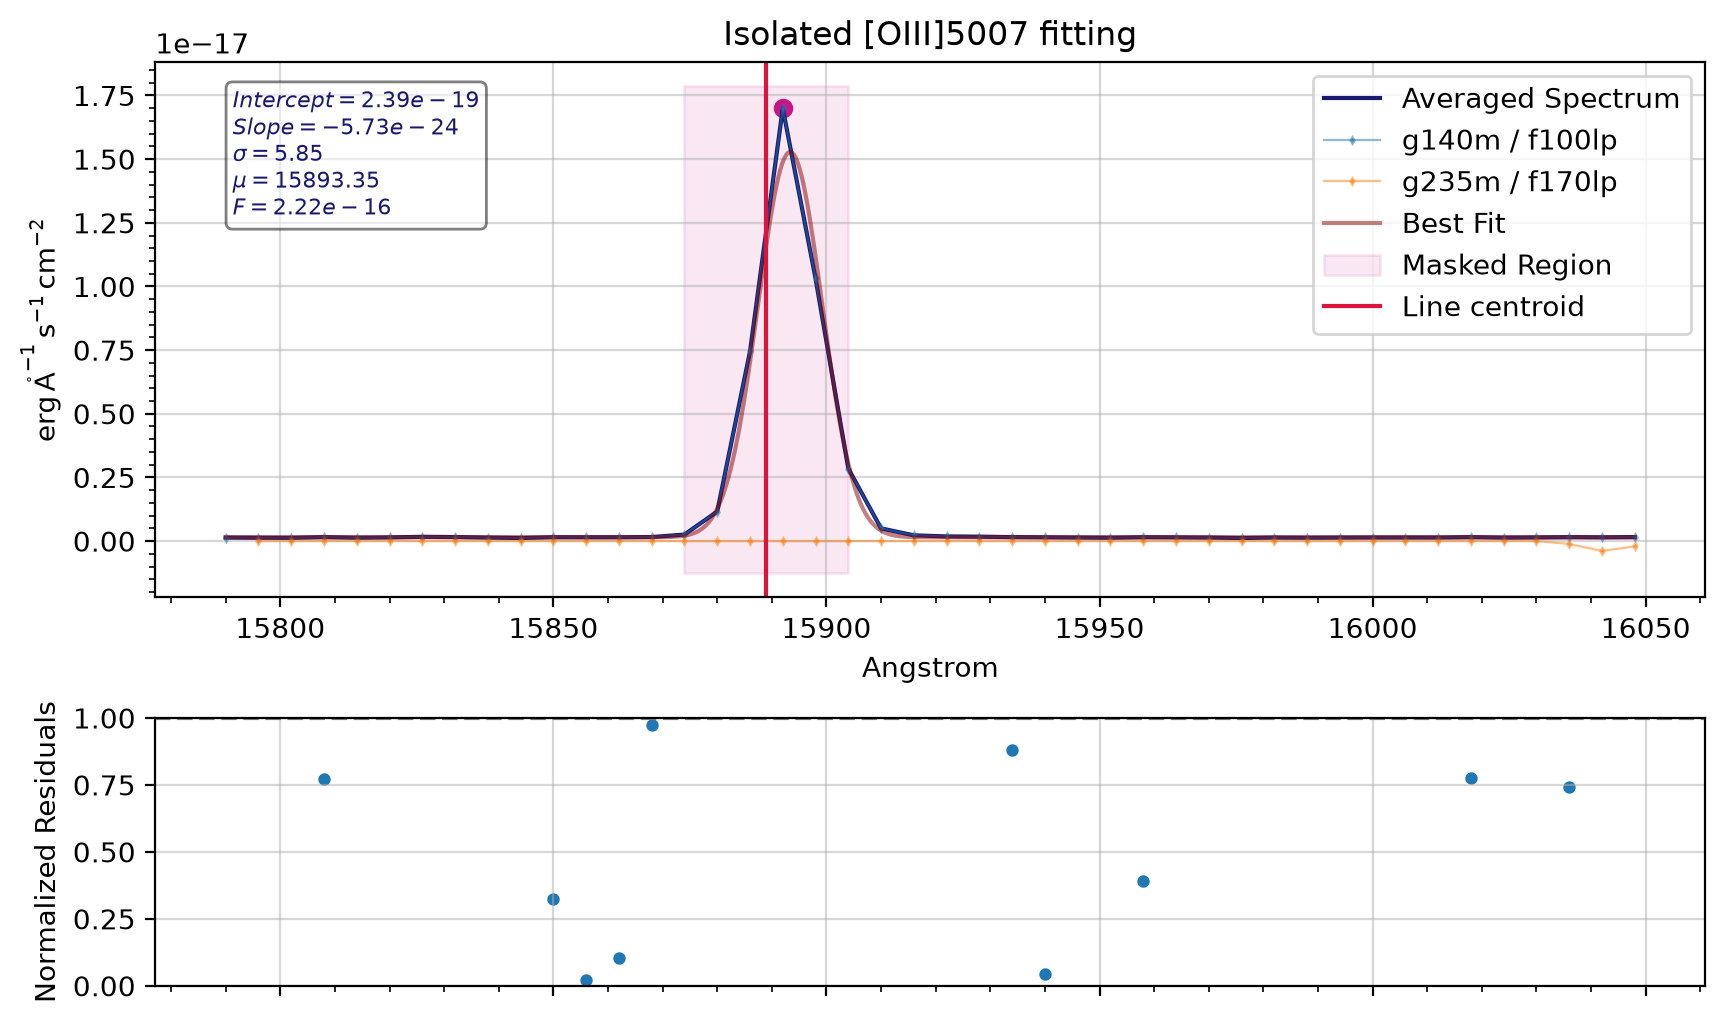 Isolated [OIII]5007 fitting
1e−17
Intercept = 2.39e − 19
Slope = −5.73e − 24
σ = 5.85
μ = 15893.35
F = 2.22e − 16
Averaged Spectrum
g140m / f100lp
g235m / f170lp
Best Fit
Masked Region
Line centroid
1.75
1.50
1.25
1.00
0.75
0.50
0.25
0.00
erg Å⁻¹ s⁻¹ cm⁻²
15800 15850 15900 15950 16000 16050
Angstrom
1.00
0.75
0.50
0.25
0.00
Normalized Residuals